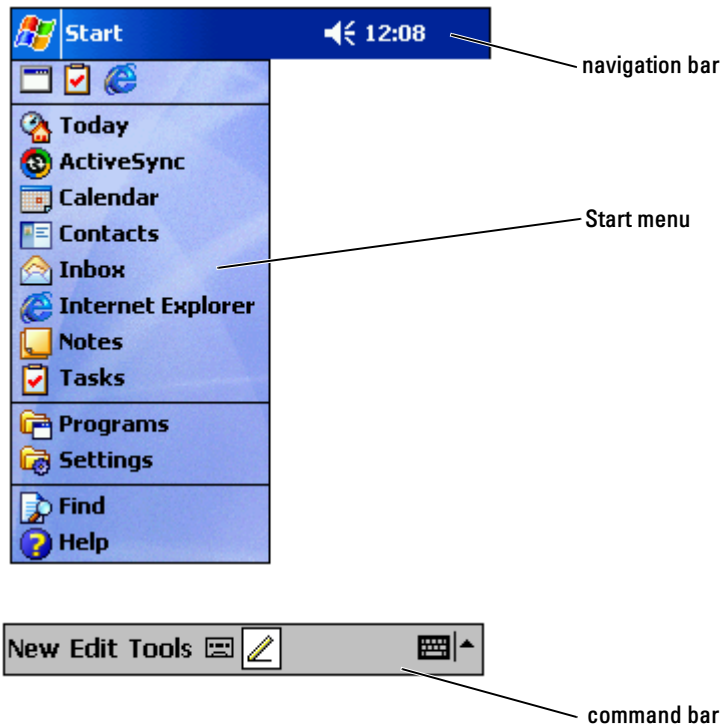 Start 12:08
navigation bar
Today
ActiveSync
Calendar
Contacts
Start menu
Inbox
Internet Explorer
Notes
Tasks
Programs
Settings
Find
Help
New Edit Tools
command bar